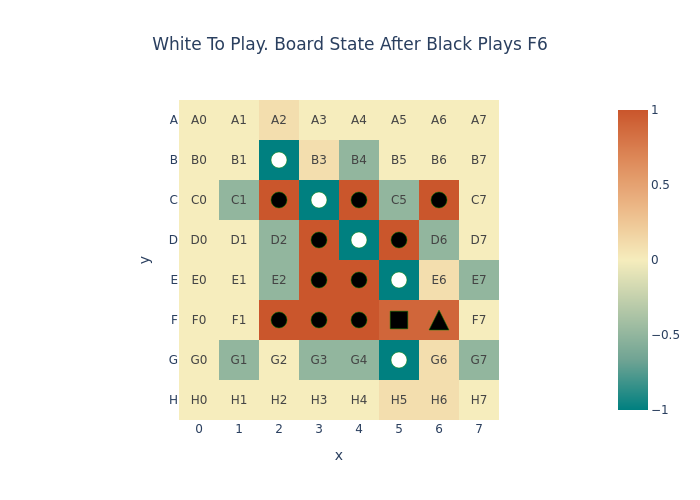 White To Play. Board State After Black Plays F6
A A0 A1 A2 A3 A4 A5 A6 A7
B B0 B1 B3 B4 B5 B6 B7
C C0 C1 C5 C7
D D0 D1 D2 D6 D7
E E0 E1 E2 E6 E7
F F0 F1 F7
G G0 G1 G2 G3 G4 G6 G7
H H0 H1 H2 H3 H4 H5 H6 H7
0 1 2 3 4 5 6 7
x
y
1
0.5
0
−0.5
−1